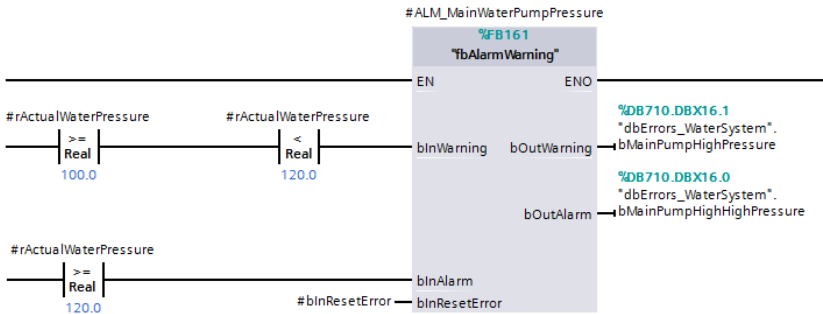 #ALM_MainWaterPumpPressure
%FB161
"fbAlarmWarning"
EN
ENO
#rActualWaterPressure
#rActualWaterPressure
>=
Real
100.0
<
Real
120.0
bInWarning
bOutWarning
%DB710.DBX16.1
"dbErrors_WaterSystem".
bMainPumpHighPressure
bOutAlarm
%DB710.DBX16.0
"dbErrors_WaterSystem".
bMainPumpHighHighPressure
#rActualWaterPressure
>=
Real
120.0
bInAlarm
#bInResetError
bInResetError